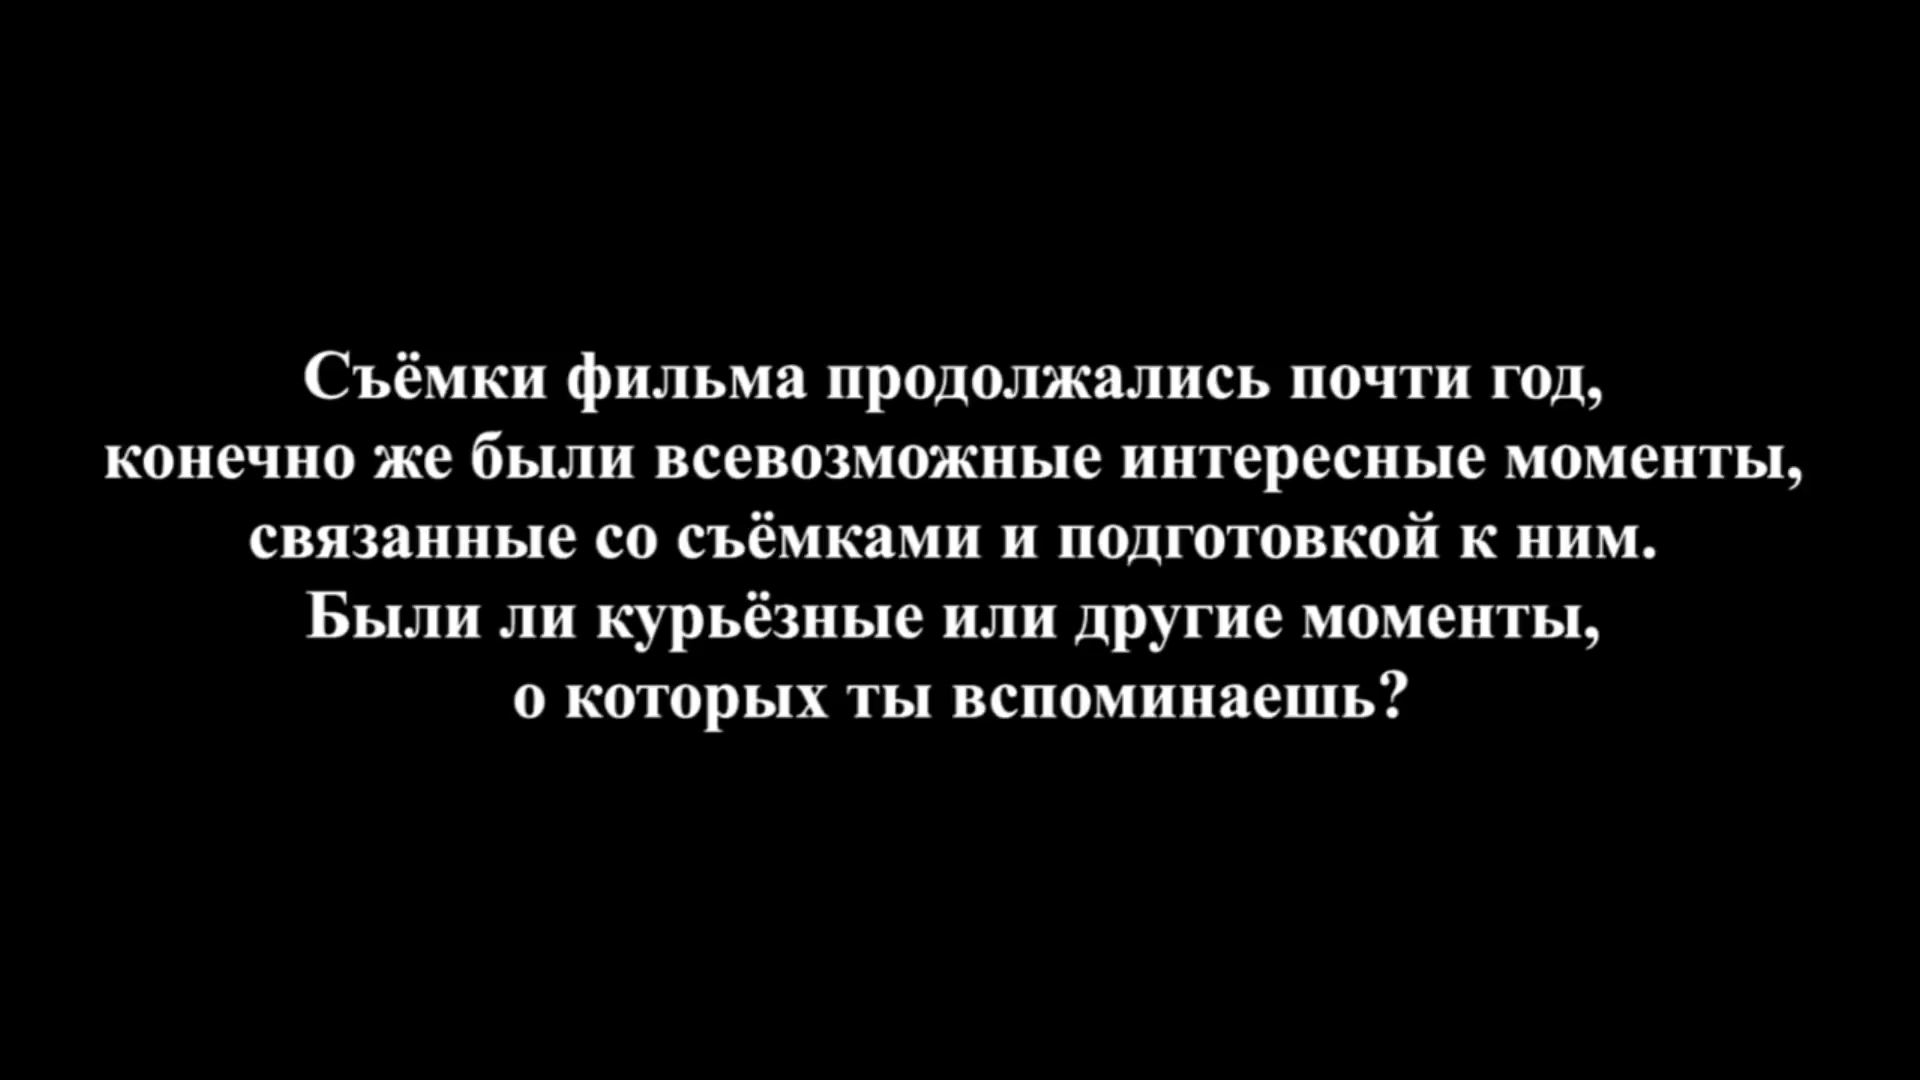 Съёмки фильма продолжались почти год,
конечно же были всевозможные интересные моменты,
связанные со съёмками и подготовкой к ним.
Были ли курьёзные или другие моменты,
о которых ты вспоминаешь?